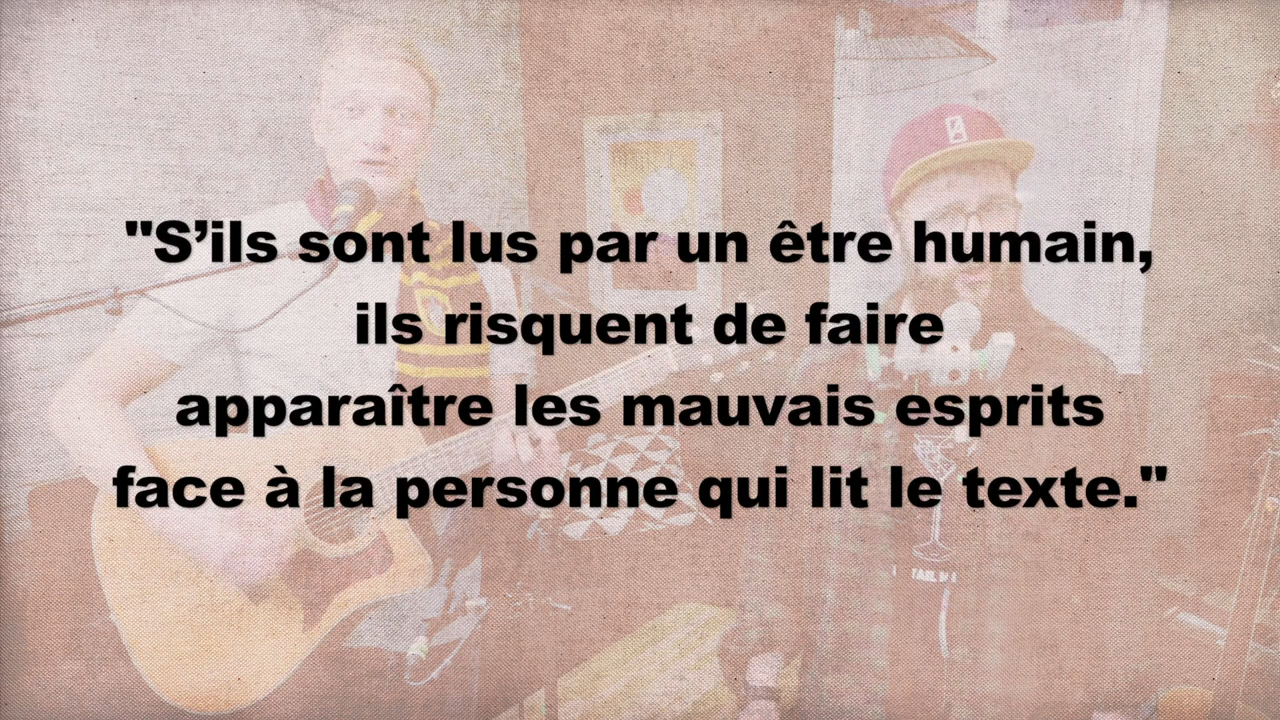 "S’ils sont lus par un être humain,
ils risquent de faire
apparaître les mauvais esprits
face à la personne qui lit le texte."